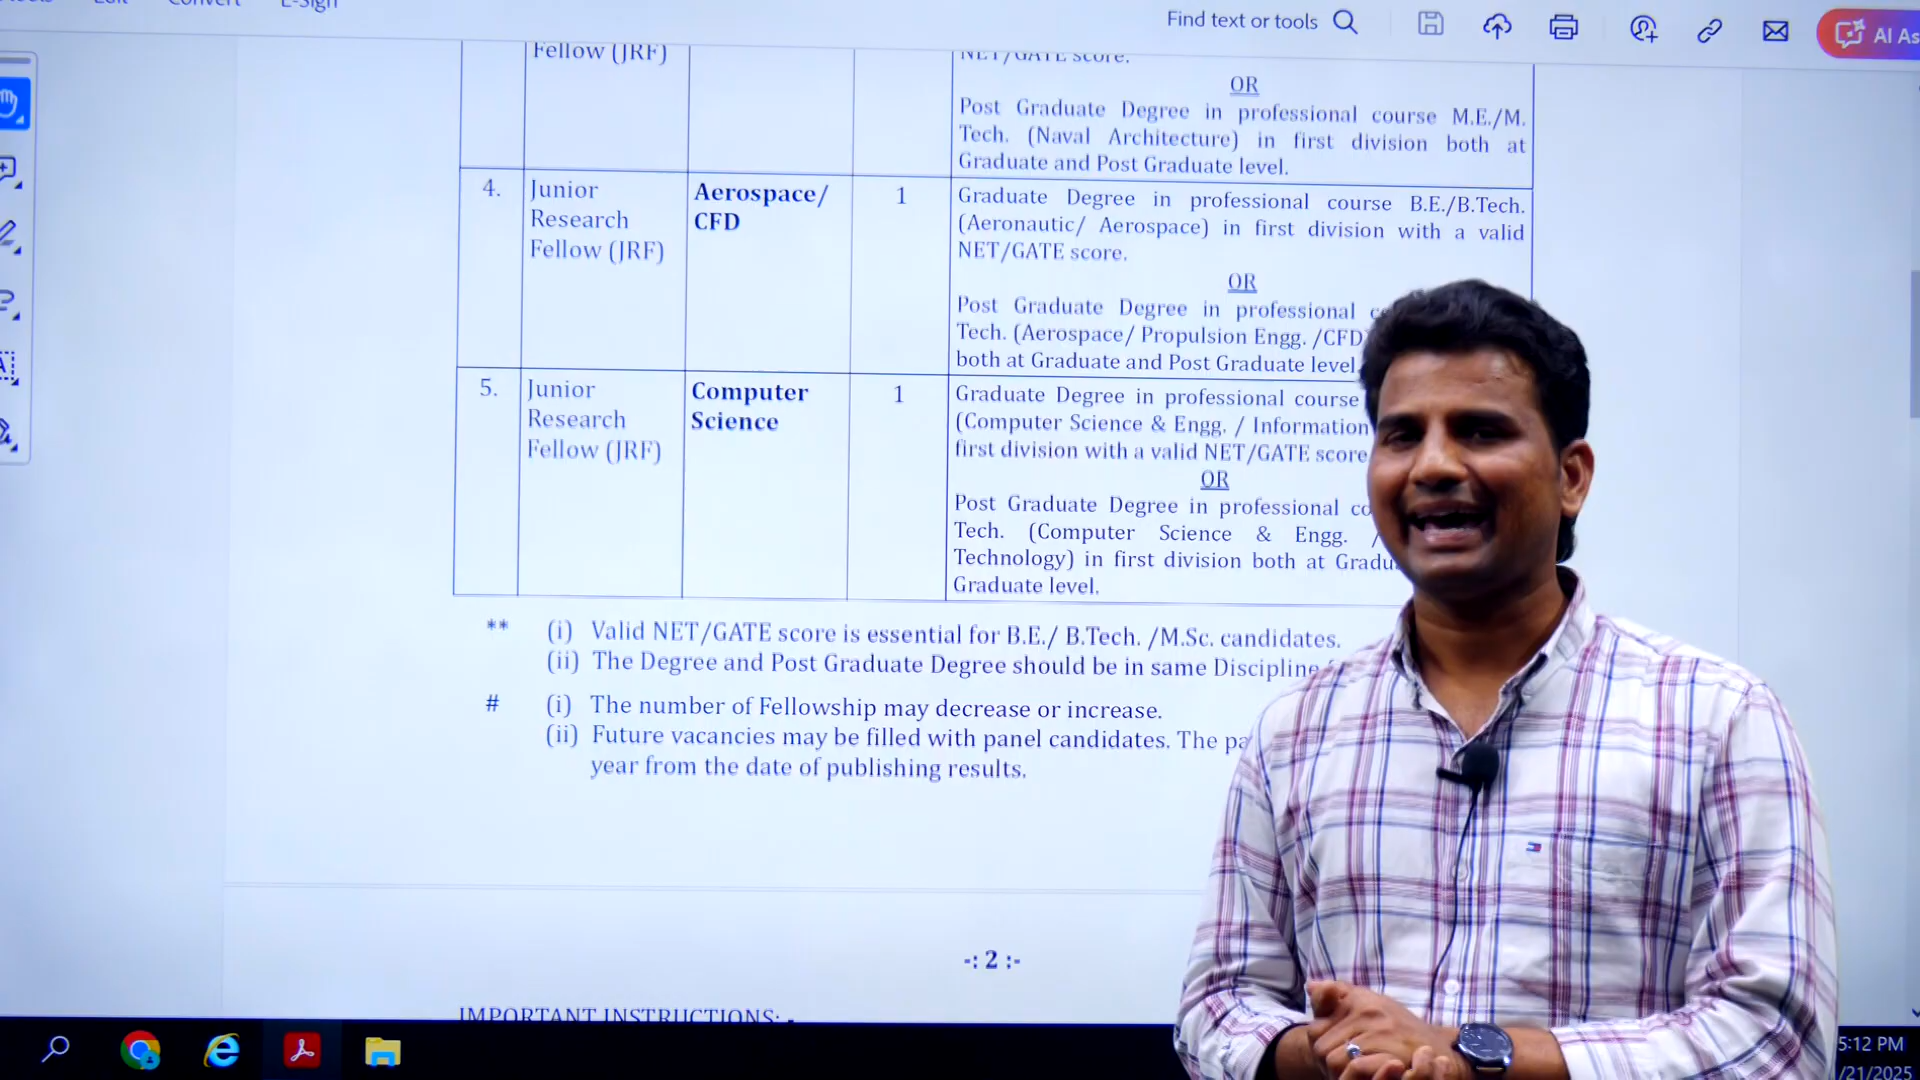 Edit Convert E-Sign
Find text or tools
AI As
Fellow (JRF)
NET/GATE score.
OR
Post Graduate Degree in professional course M.E./M.
Tech. (Naval Architecture) in first division both at
Graduate and Post Graduate level.
4. Junior Research Fellow (JRF)
Aerospace/ CFD
1
Graduate Degree in professional course B.E./B.Tech.
(Aeronautic/ Aerospace) in first division with a valid
NET/GATE score.
OR
Post Graduate Degree in professional
Tech. (Aerospace/ Propulsion Engg. /CFD
both at Graduate and Post Graduate level
5. Junior Research Fellow (JRF)
Computer Science
1
Graduate Degree in professional course
(Computer Science & Engg. / Information
first division with a valid NET/GATE score
OR
Post Graduate Degree in professional co
Tech. (Computer Science & Engg. /
Technology) in first division both at Gradu
Graduate level.
** (i) Valid NET/GATE score is essential for B.E./ B.Tech. /M.Sc. candidates.
(ii) The Degree and Post Graduate Degree should be in same Discipline
# (i) The number of Fellowship may decrease or increase.
(ii) Future vacancies may be filled with panel candidates. The pa
year from the date of publishing results.
-: 2 :-
IMPORTANT INSTRUCTIONS: -
5:12 PM
/21/2025